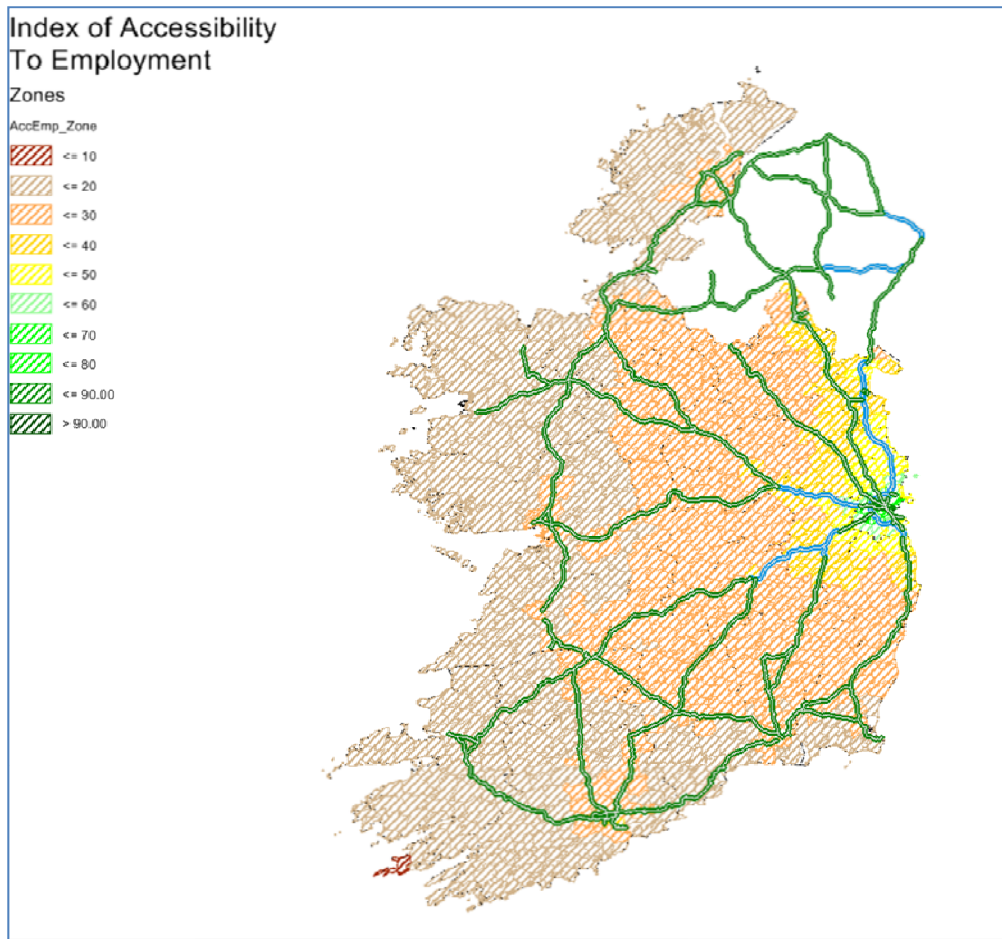 Index of Accessibility
To Employment
Zones
AccEmp_Zone
<= 10
<= 20
<= 30
<= 40
<= 50
<= 60
<= 70
<= 80
<= 90.00
> 90.00